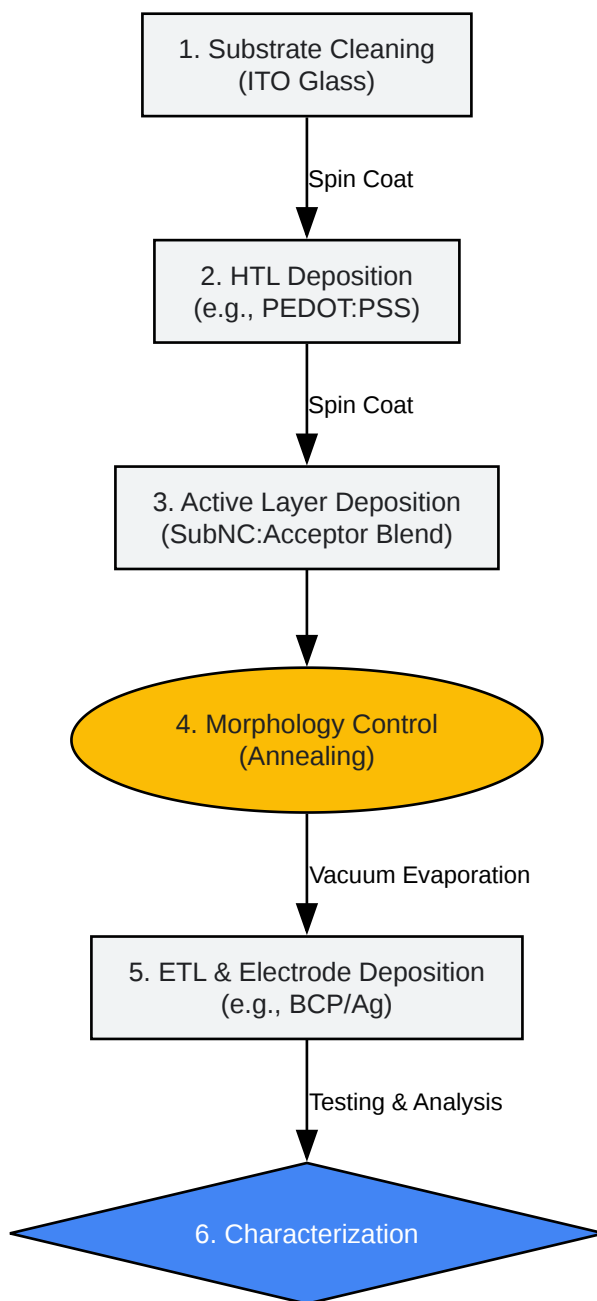 1. Substrate Cleaning
(ITO Glass)
Spin Coat
2. HTL Deposition
(e.g., PEDOT:PSS)
Spin Coat
3. Active Layer Deposition
(SubNC:Acceptor Blend)
4. Morphology Control
(Annealing)
Vacuum Evaporation
5. ETL & Electrode Deposition
(e.g., BCP/Ag)
Testing & Analysis
6. Characterization